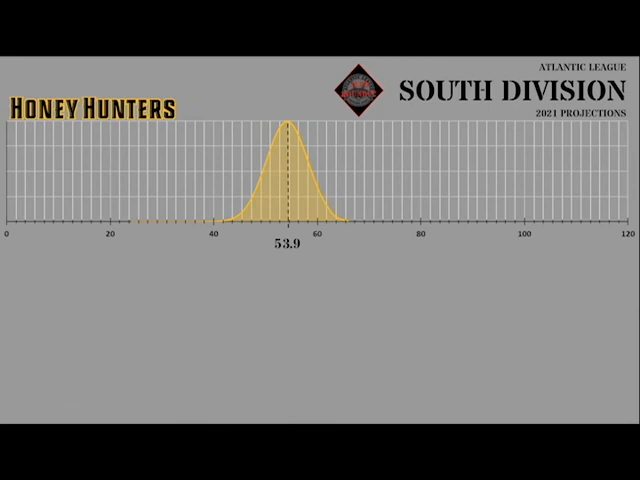 ATLANTIC LEAGUE
SOUTH DIVISION
2021 PROJECTIONS
HONEY HUNTERS
0 20 40 60 80 100 120
53.9